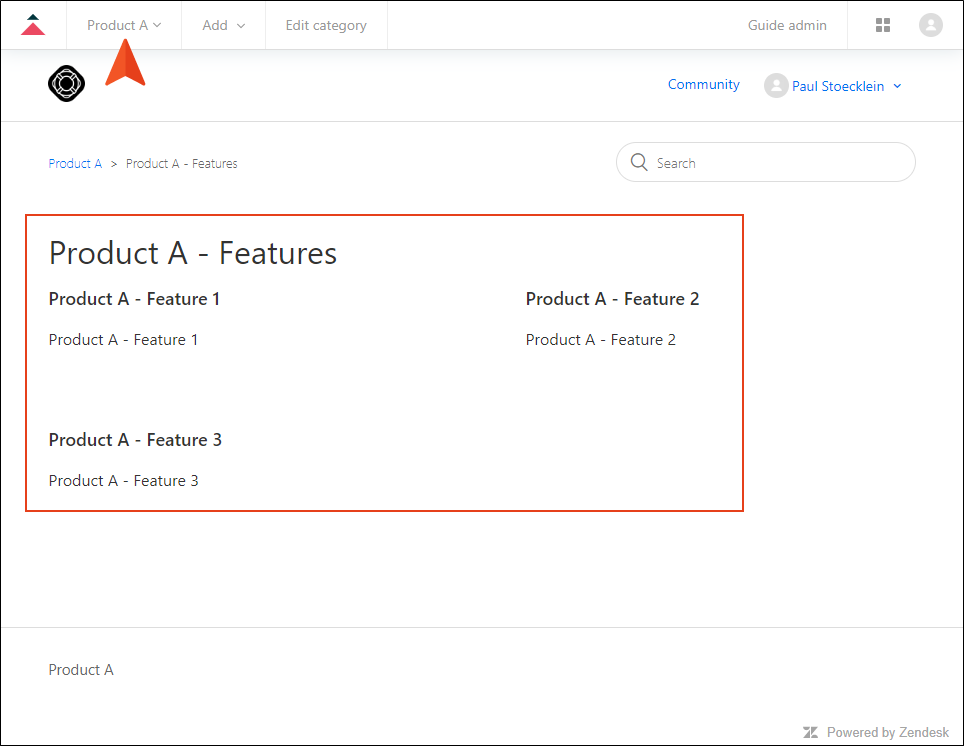 Product A Add Edit category Guide admin
Community Paul Stoecklein
Product A > Product A - Features Search
Product A - Features
Product A - Feature 1 Product A - Feature 2
Product A - Feature 1 Product A - Feature 2
Product A - Feature 3
Product A - Feature 3
Product A
Powered by Zendesk